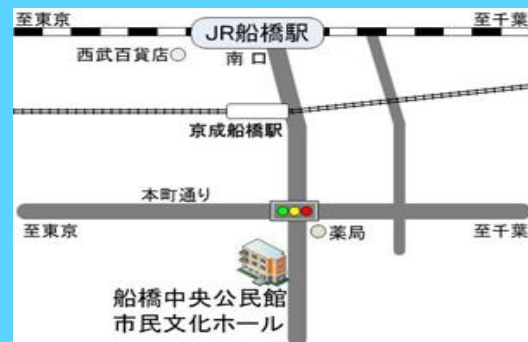 至東京
JR船橋駅
至千葉
西武百貨店
南口
京成船橋駅
本町通り
至東京
薬局
至千葉
船橋中央公民館
市民文化ホール